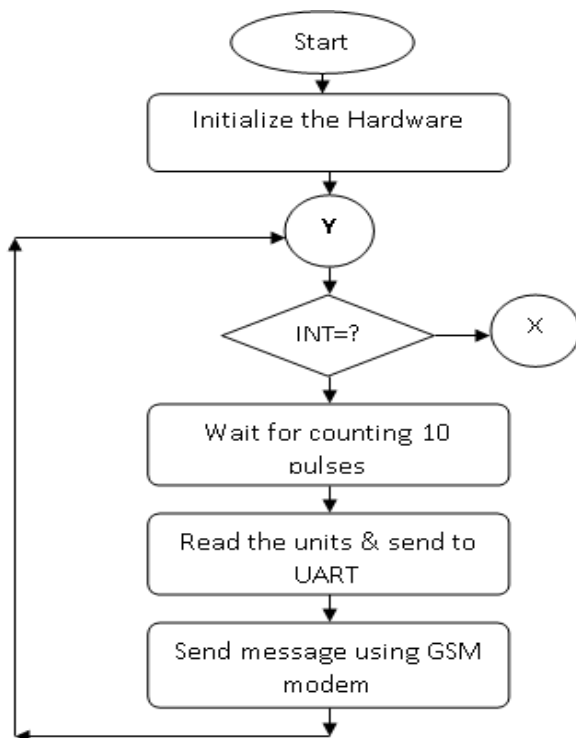 Start
Initialize the Hardware
Y
INT=?
X
Wait for counting 10
pulses
Read the units & send to
UART
Send message using GSM
modem